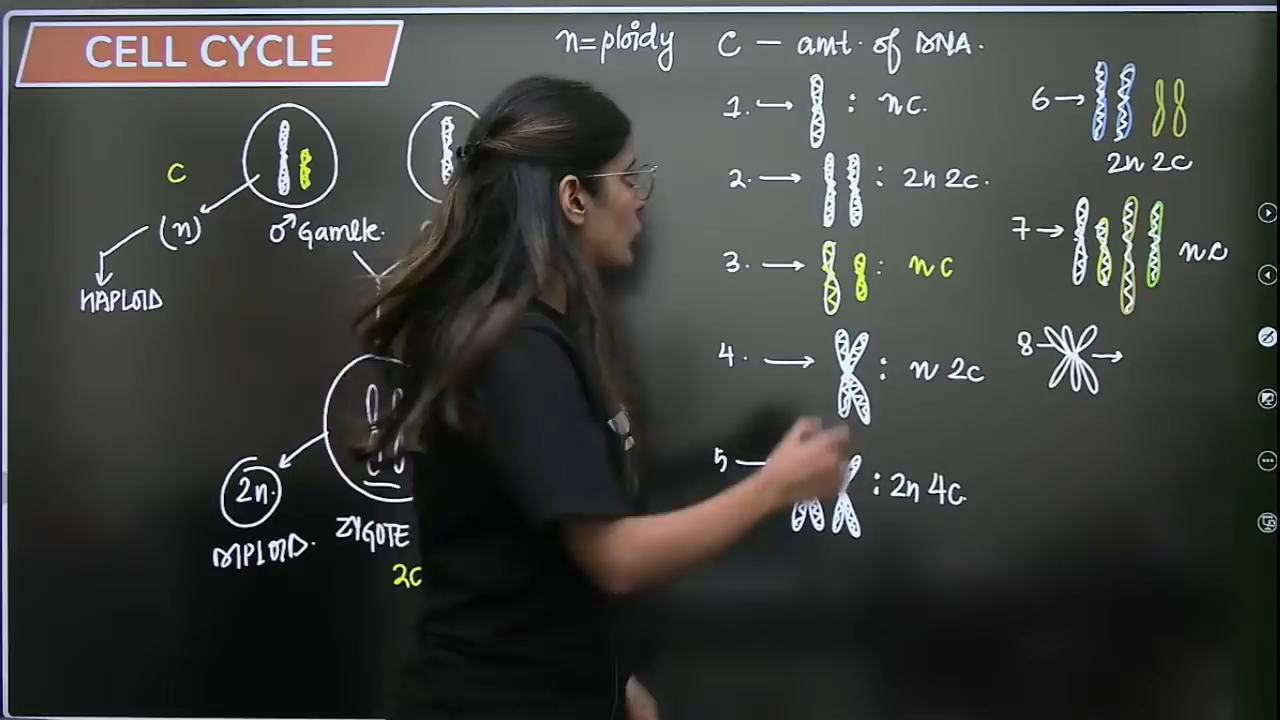 CELL CYCLE
n=ploidy C — amt. of DNA.
C
(n)
HAPLOID
♂ Gamete.
2n
DIPLOID.
ZYGOTE
2C
1. → : nc.
2. → : 2n 2c.
3. → : nc
4. → : n 2c
5 : 2n 4c
6 →
2n 2c
7 →
nc
8 →